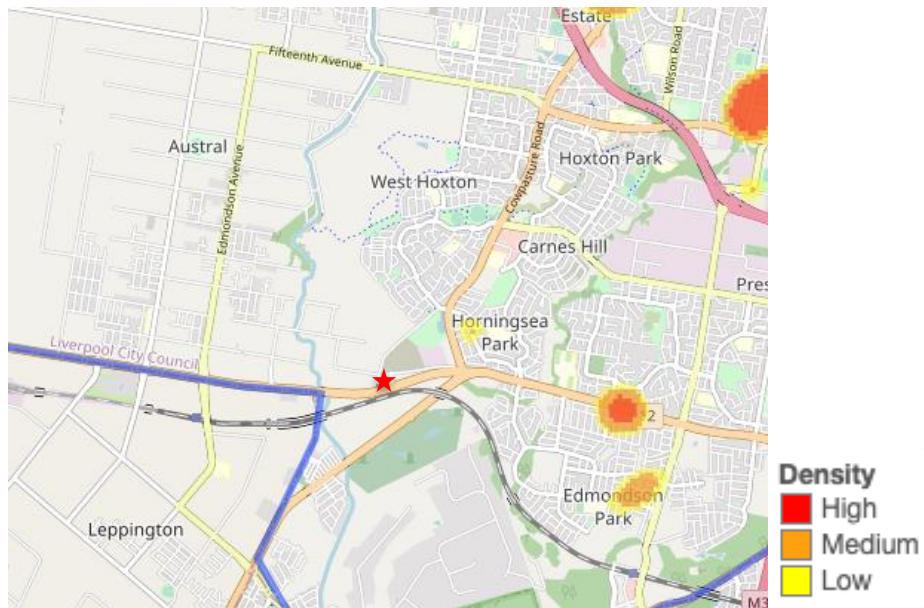 Estate
Fifteenth Avenue
Wilson Road
Austral
Hoxton Park
West Hoxton
Cowpasture Road
Edmondson Avenue
Carnes Hill
Pres
Horningsea
Park
Liverpool City Council
2
Edmondson
Park
Leppington
M3
Density
High
Medium
Low